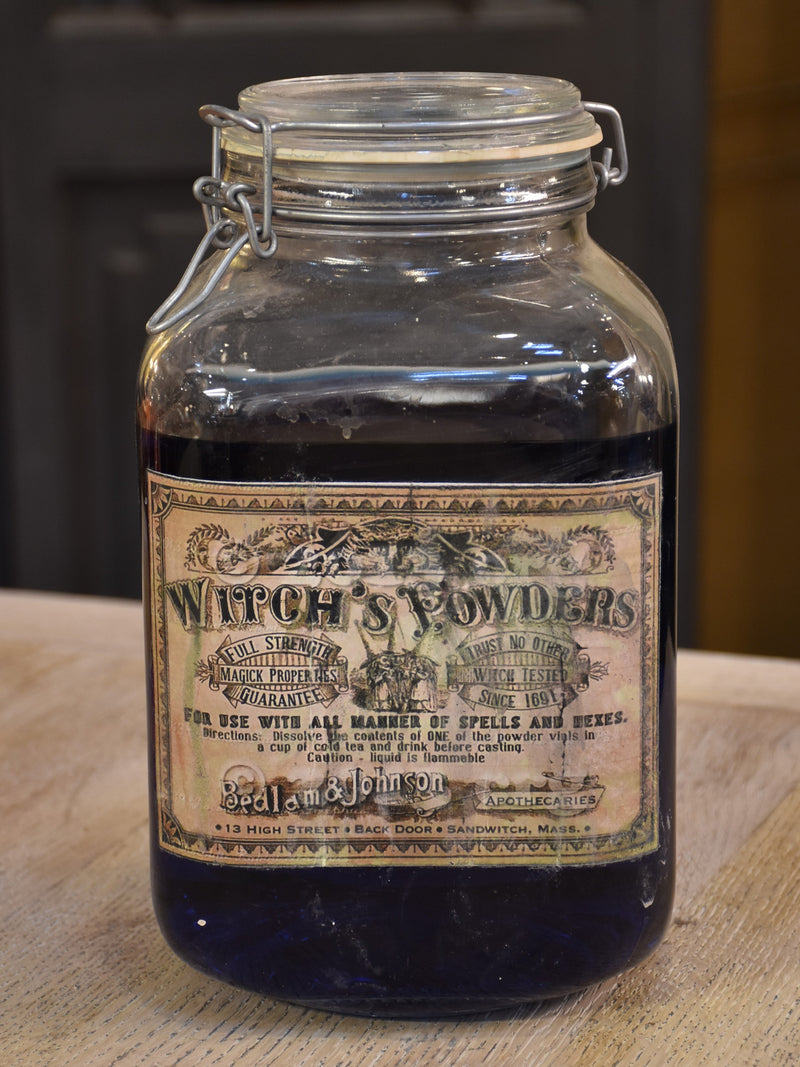 WITCH'S POWDERS
FULL STRENGTH
MAGICK PROPERTIES
GUARANTEE
TRUST NO OTHER
WITCH TESTED
SINCE 1691
FOR USE WITH ALL MANNER OF SPELLS AND HEXES.
Directions: Dissolve the contents of ONE of the powder vials in
a cup of cold tea and drink before casting.
Caution - liquid is flammable
Bedlam & Johnson
APOTHECARIES
• 13 HIGH STREET • BACK DOOR • SANDWITCH, MASS. •